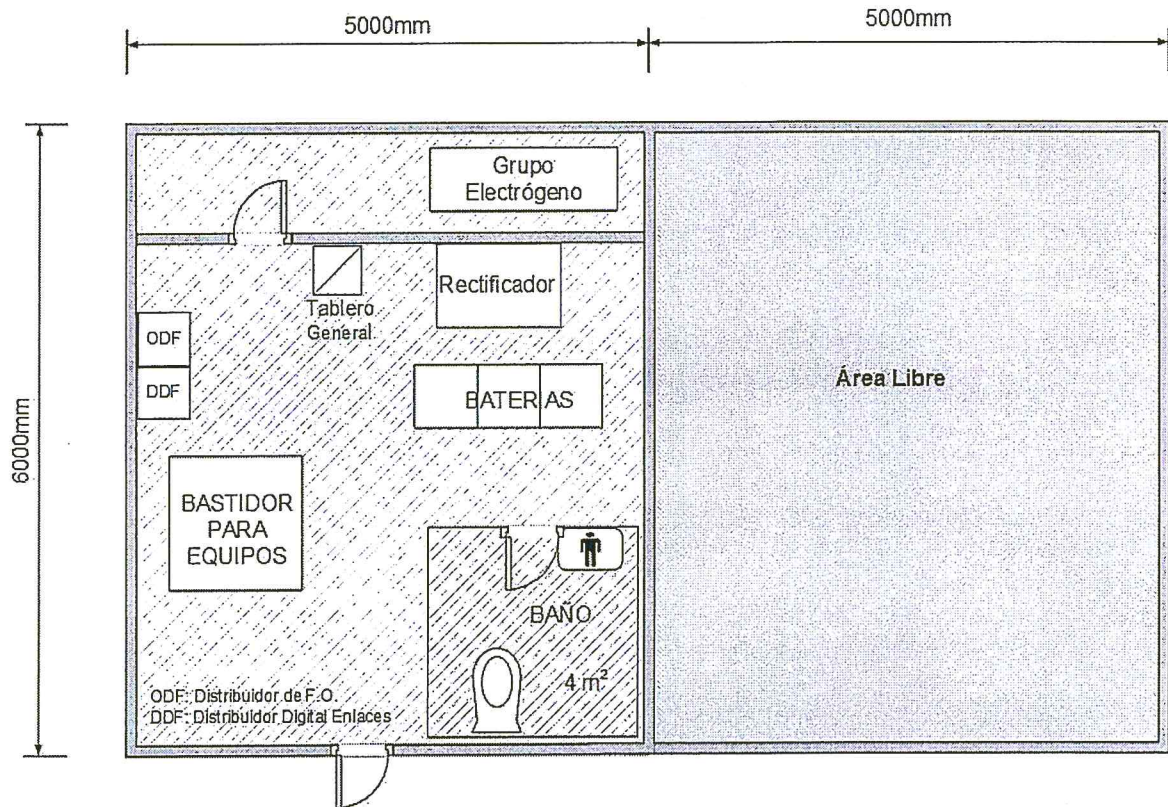 5000mm
5000mm
6000mm
Grupo
Electrógeno
Rectificador
Tablero
General
ODF
DDF
BATERIAS
Área Libre
BASTIDOR
PARA
EQUIPOS
BAÑO
4 m²
ODF: Distribuidor de F.O.
DDF: Distribuidor Digital Enlaces